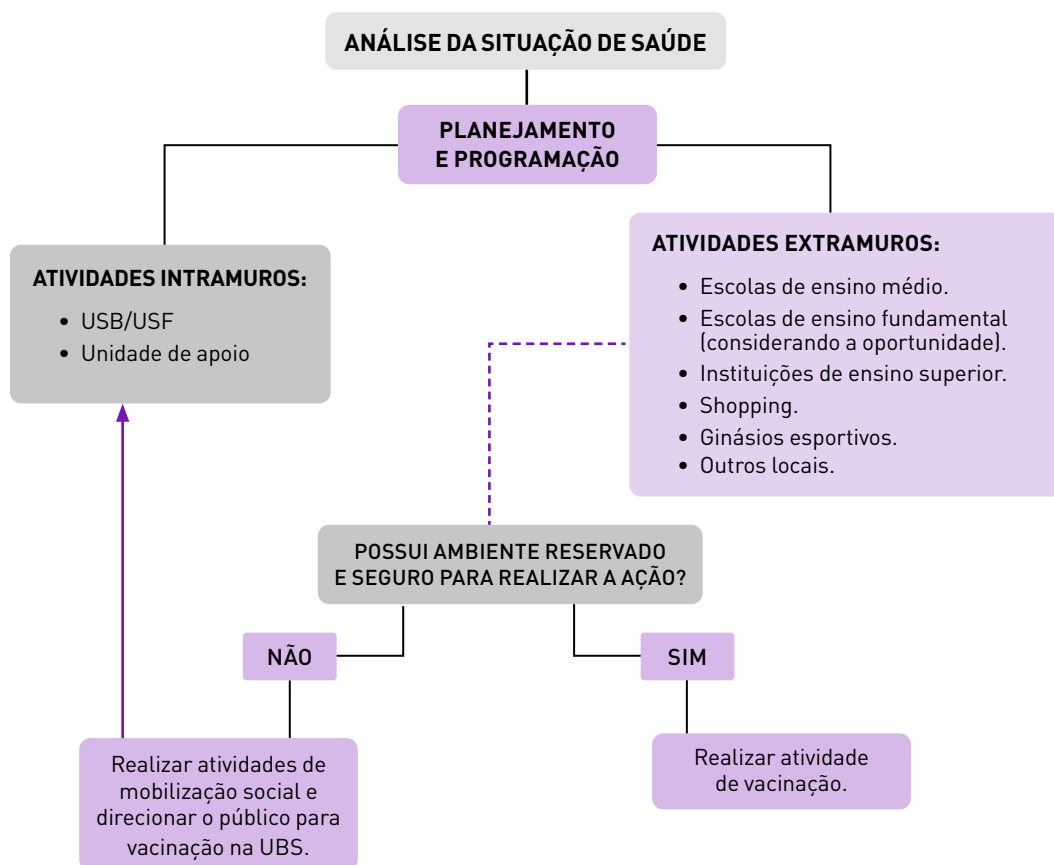 ANÁLISE DA SITUAÇÃO DE SAÚDE
PLANEJAMENTO
E PROGRAMAÇÃO
ATIVIDADES INTRAMUROS:
• USB/USF
• Unidade de apoio
ATIVIDADES EXTRAMUROS:
• Escolas de ensino médio.
• Escolas de ensino fundamental
(considerando a oportunidade).
• Instituições de ensino superior.
• Shopping.
• Ginásios esportivos.
• Outros locais.
POSSUI AMBIENTE RESERVADO
E SEGURO PARA REALIZAR A AÇÃO?
NÃO
SIM
Realizar atividades de
mobilização social e
direcionar o público para
vacinação na UBS.
Realizar atividade
de vacinação.